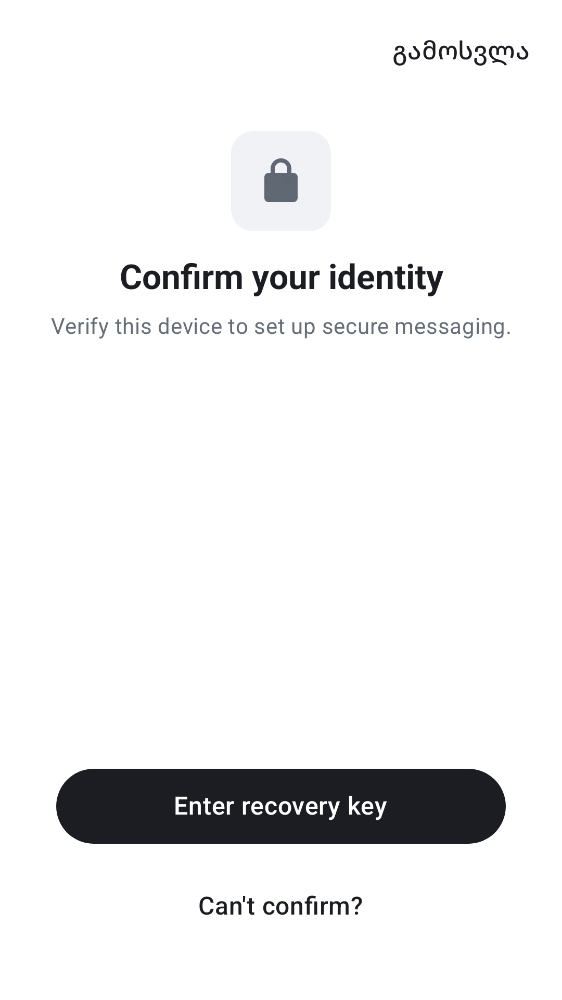 გამოსვლა
Confirm your identity
Verify this device to set up secure messaging.
Enter recovery key
Can't confirm?